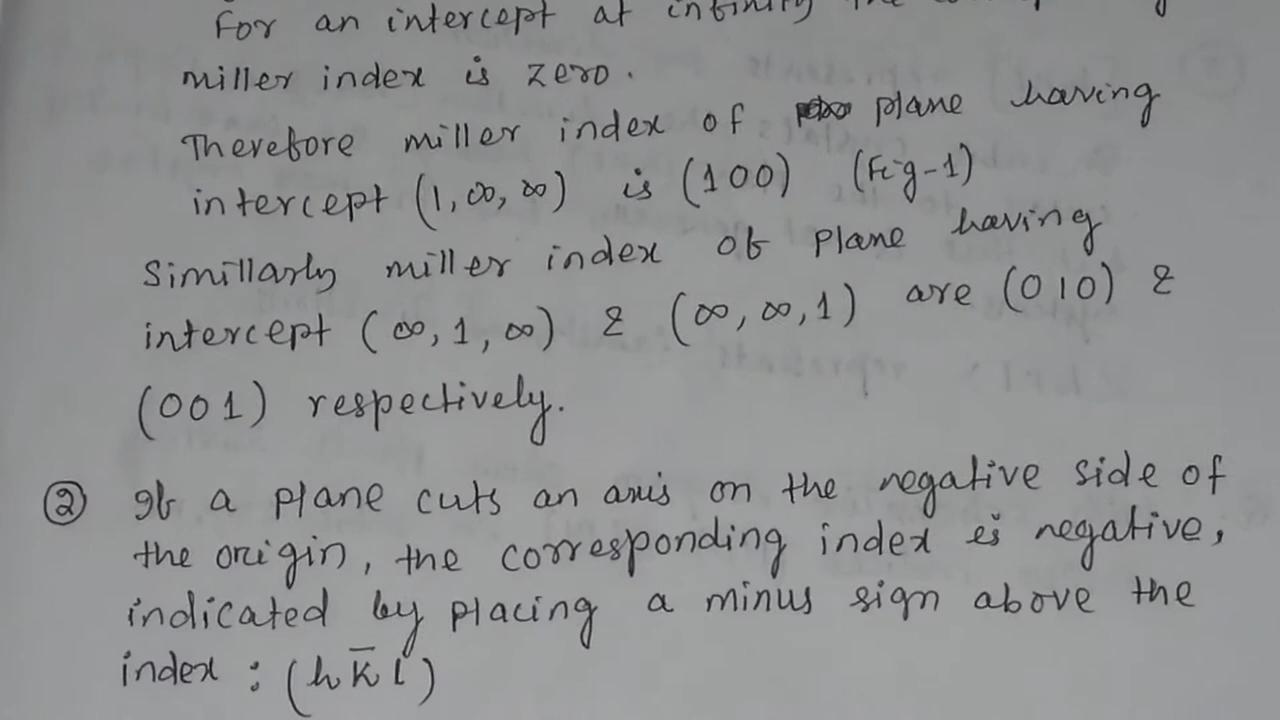 For an intercept at infinity the
miller index is zero.
Therefore miller index of plane having
intercept (1, ∞, ∞) is (100) (Fig-1)
Simillarly miller index of plane having
intercept (∞, 1, ∞) & (∞, ∞, 1) are (010) &
(001) respectively.
② If a plane cuts an axis on the negative side of
the origin, the corresponding index is negative,
indicated by placing a minus sign above the
index : (h k̅ l)